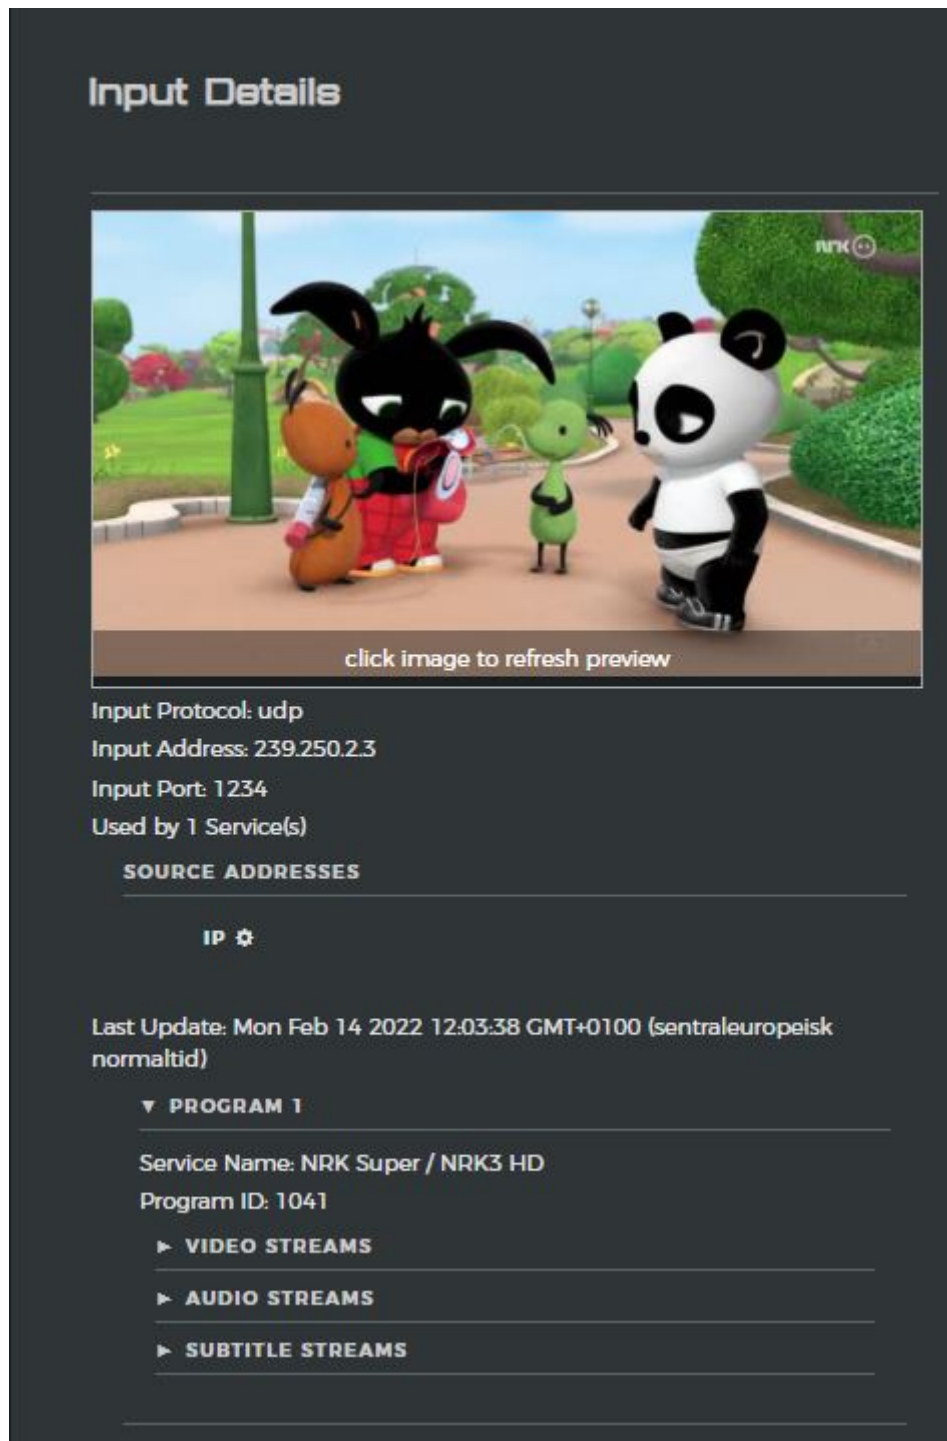 Input Details
nrk
click image to refresh preview
Input Protocol: udp
Input Address: 239.250.2.3
Input Port: 1234
Used by 1 Service(s)
SOURCE ADDRESSES
IP
Last Update: Mon Feb 14 2022 12:03:38 GMT+0100 (sentraleuropeisk
normaltid)
▼ PROGRAM 1
Service Name: NRK Super / NRK3 HD
Program ID: 1041
► VIDEO STREAMS
► AUDIO STREAMS
► SUBTITLE STREAMS